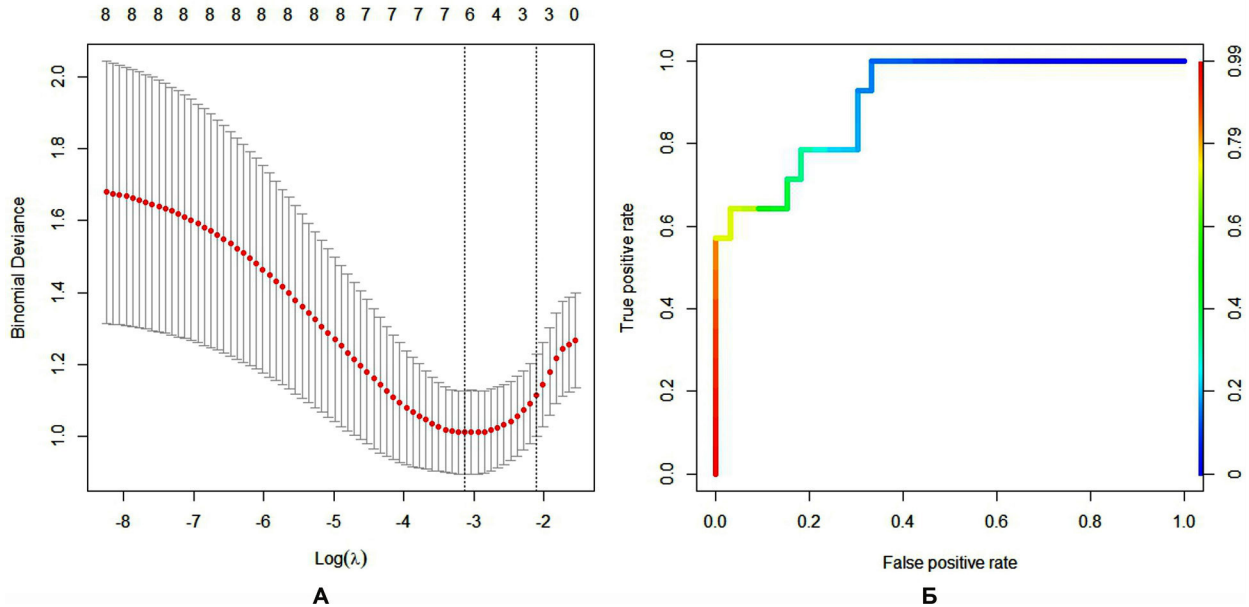 8 8 8 8 8 8 8 7 7 7 7 6 4 3 3 0
2.0
1.8
1.6
1.4
1.2
1.0
Binomial Deviance
-8 -7 -6 -5 -4 -3 -2
Log(λ)
А
1.0
0.8
0.6
0.4
0.2
0.0
True positive rate
0.0 0.2 0.4 0.6 0.8 1.0
False positive rate
0.99
0.79
0.6
0.4
0.2
0
Б